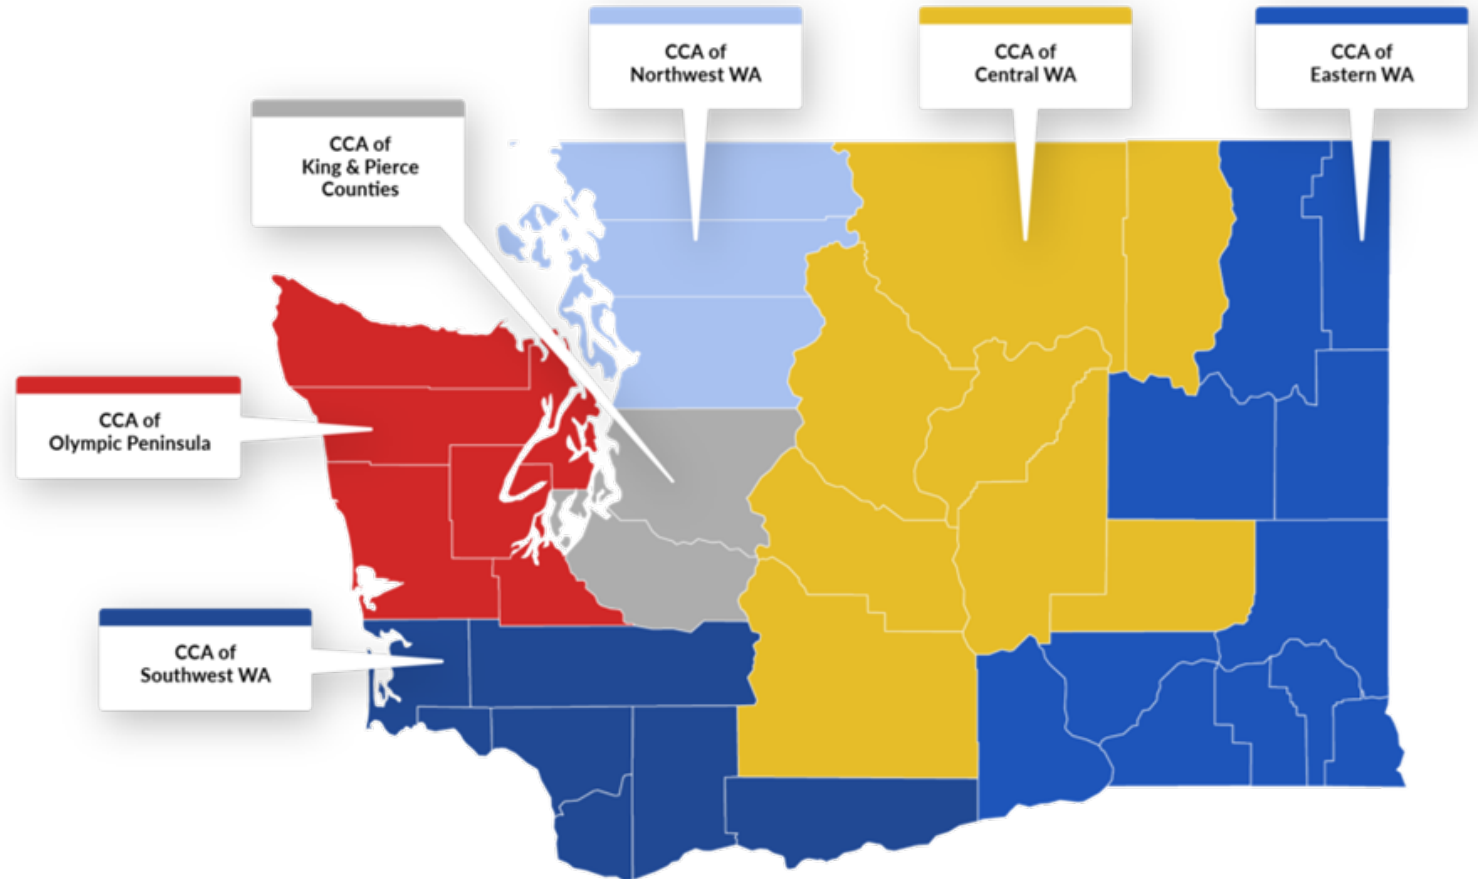 CCA of
Northwest WA
CCA of
Central WA
CCA of
Eastern WA
CCA of
King & Pierce
Counties
CCA of
Olympic Peninsula
CCA of
Southwest WA